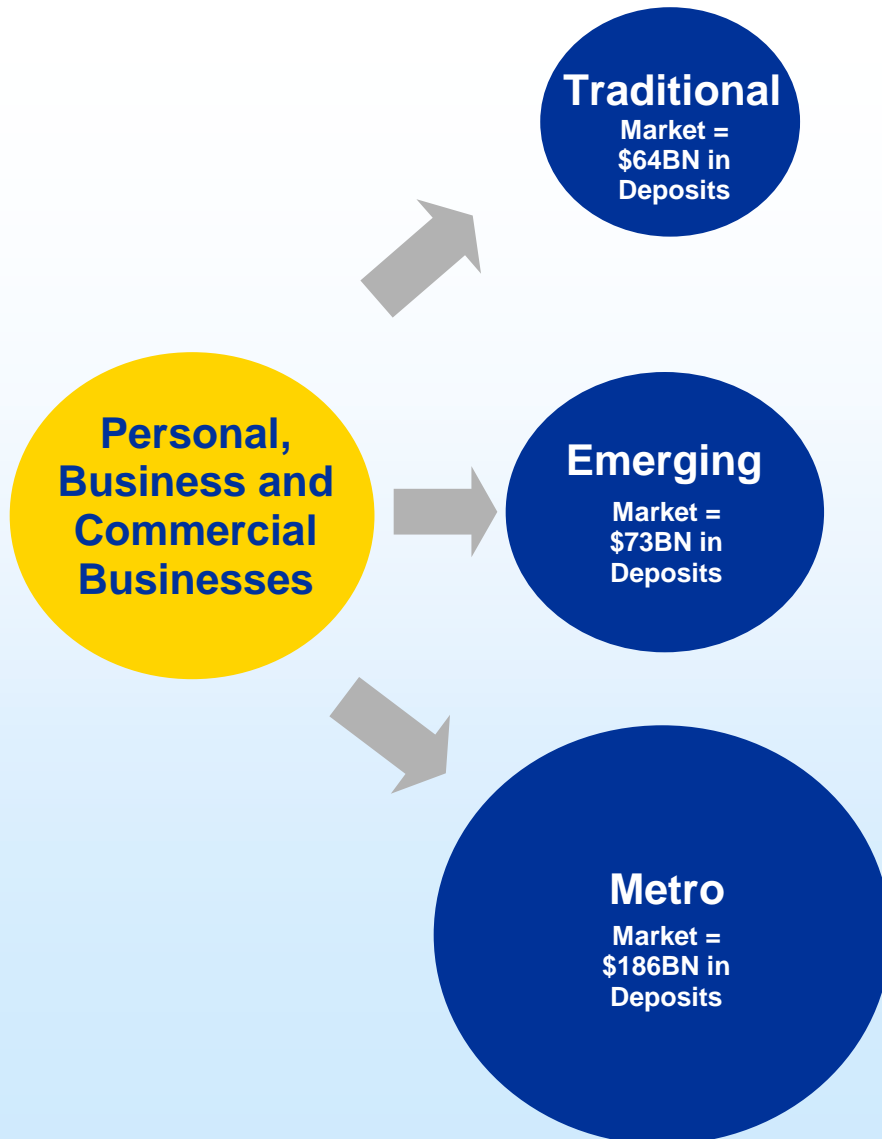 Traditional
Market =
$64BN in
Deposits
Personal,
Business and
Commercial
Businesses
Emerging
Market =
$73BN in
Deposits
Metro
Market =
$186BN in
Deposits